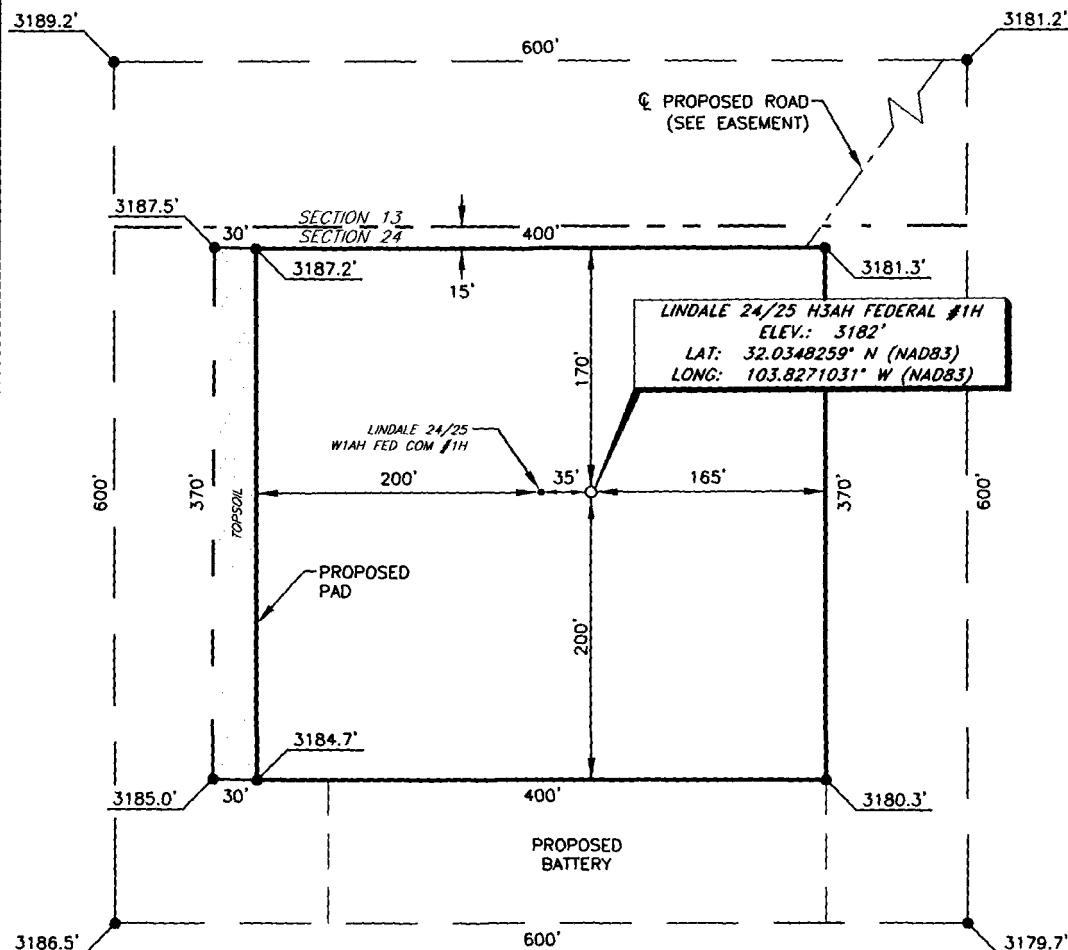 3189.2'
3181.2'
600'
℄ PROPOSED ROAD
(SEE EASEMENT)
3187.5'
SECTION 13
30'
SECTION 24
400'
3187.2'
3181.3'
15'
LINDALE 24/25 H3AH FEDERAL #1H
ELEV.: 3182'
LAT: 32.0348259° N (NAD83)
LONG: 103.8271031° W (NAD83)
170'
LINDALE 24/25
W1AH FED COM #1H
200'
35'
165'
600'
370'
TOPSOIL
370'
600'
PROPOSED
PAD
200'
3184.7'
3185.0'
30'
400'
3180.3'
PROPOSED
BATTERY
3186.5'
600'
3179.7'